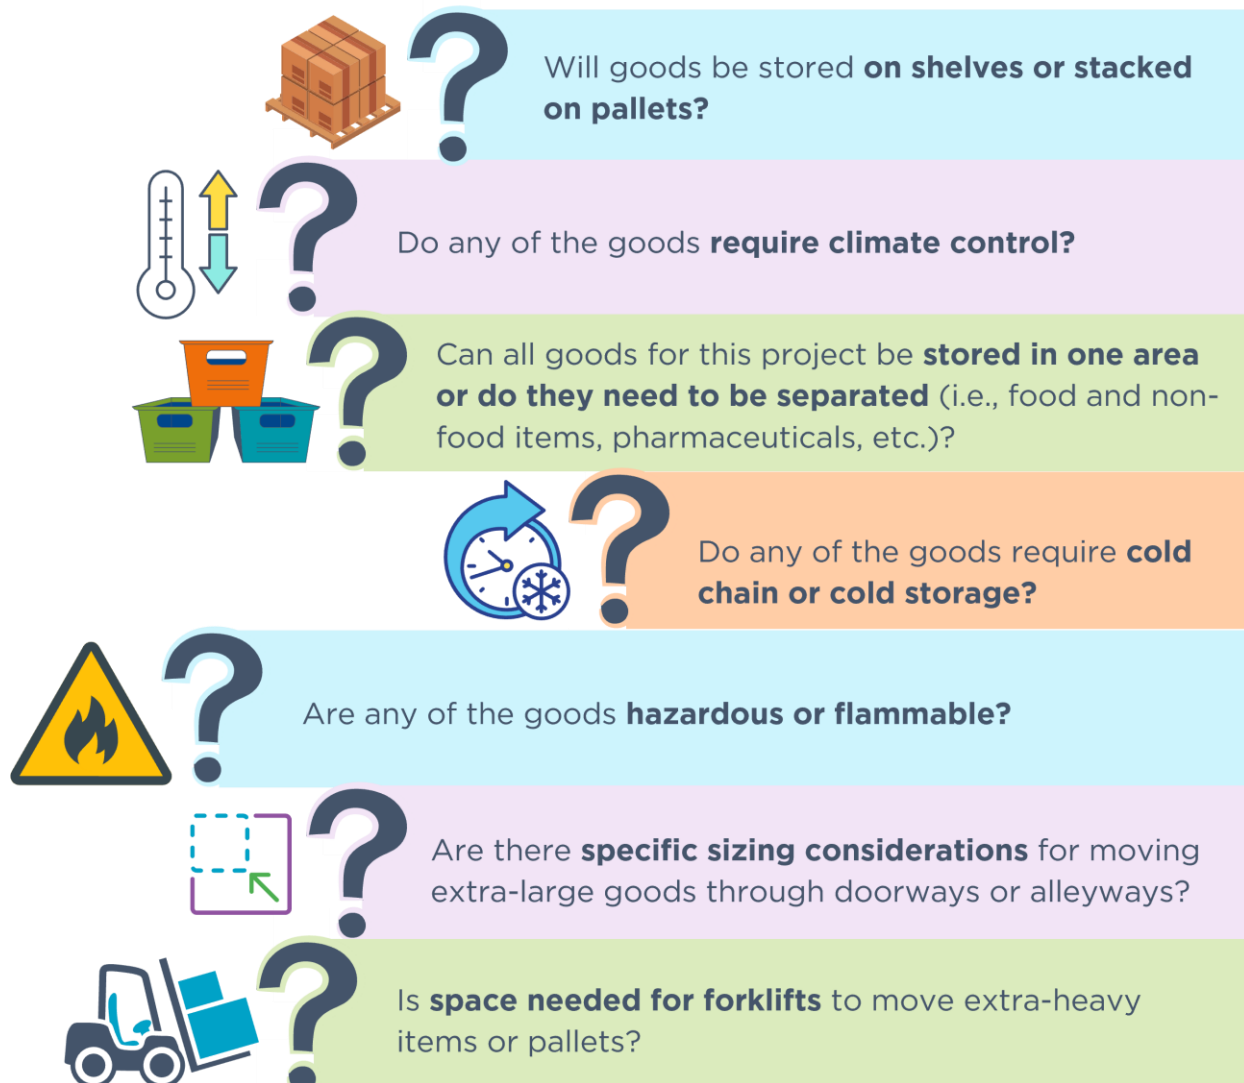 Will goods be stored on shelves or stacked
on pallets?
Do any of the goods require climate control?
Can all goods for this project be stored in one area
or do they need to be separated (i.e., food and non-
food items, pharmaceuticals, etc.)?
Do any of the goods require cold
chain or cold storage?
Are any of the goods hazardous or flammable?
Are there specific sizing considerations for moving
extra-large goods through doorways or alleyways?
Is space needed for forklifts to move extra-heavy
items or pallets?